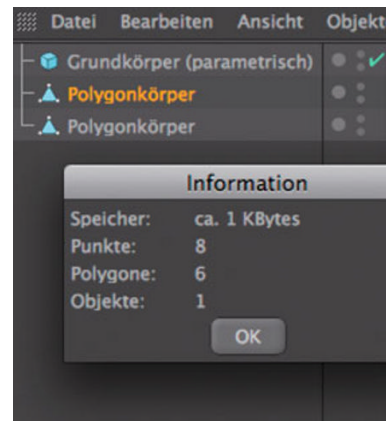 Datei Bearbeiten Ansicht Objekt
Grundkörper (parametrisch)
Polygonkörper
Polygonkörper
Information
Speicher: ca. 1 KBytes
Punkte: 8
Polygone: 6
Objekte: 1
OK